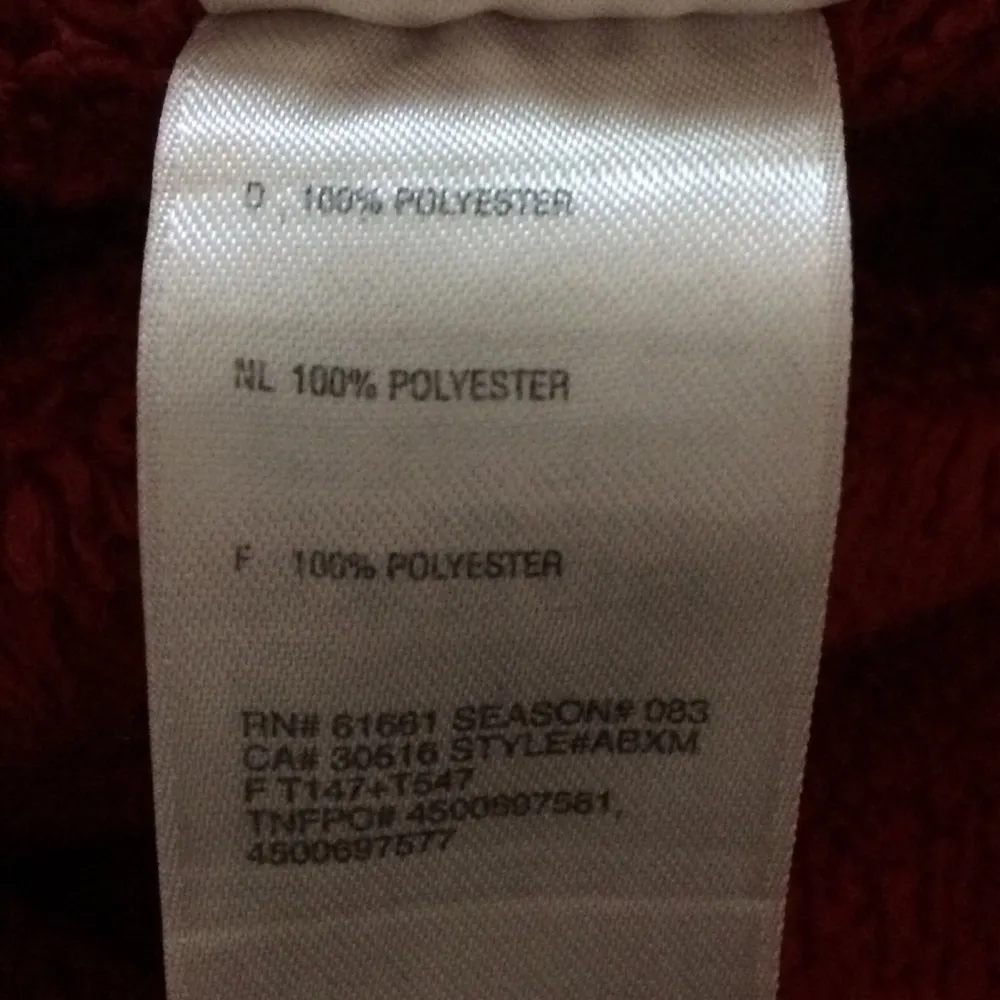 D 100% POLYESTER
NL 100% POLYESTER
F 100% POLYESTER
RN# 61661 SEASON# 083
CA# 30516 STYLE#ABXM
F T147+T547
TNFPO# 4500697581,
4500697577